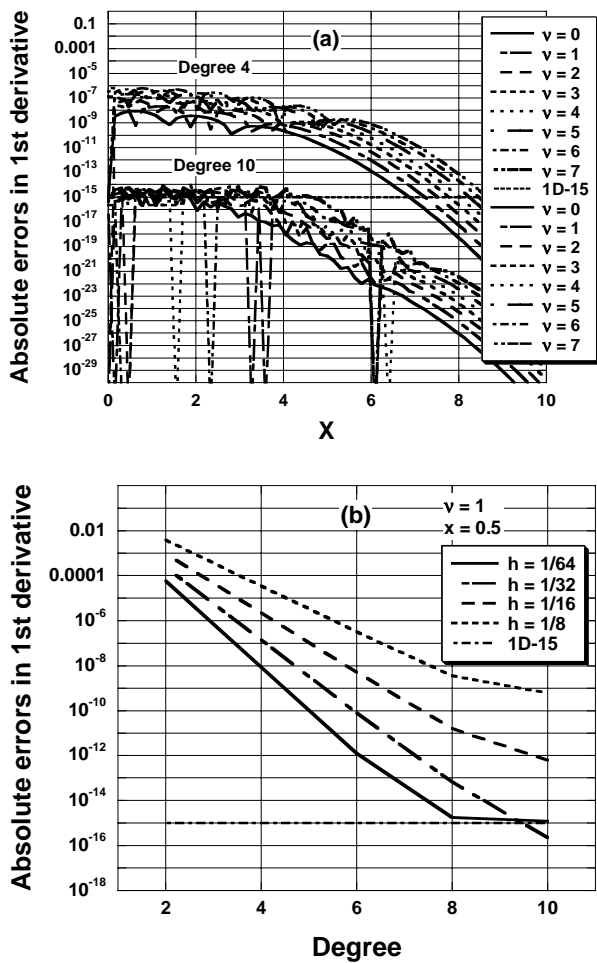 (a)
Absolute errors in 1st derivative
0.1
0.001
10⁻⁵
10⁻⁷
10⁻⁹
10⁻¹¹
10⁻¹³
10⁻¹⁵
10⁻¹⁷
10⁻¹⁹
10⁻²¹
10⁻²³
10⁻²⁵
10⁻²⁷
10⁻²⁹
Degree 4
Degree 10
ν = 0
ν = 1
ν = 2
ν = 3
ν = 4
ν = 5
ν = 6
ν = 7
1D-15
ν = 0
ν = 1
ν = 2
ν = 3
ν = 4
ν = 5
ν = 6
ν = 7
0 2 4 6 8 10
X
(b)
ν = 1
x = 0.5
Absolute errors in 1st derivative
0.01
0.0001
10⁻⁶
10⁻⁸
10⁻¹⁰
10⁻¹²
10⁻¹⁴
10⁻¹⁶
10⁻¹⁸
h = 1/64
h = 1/32
h = 1/16
h = 1/8
1D-15
2 4 6 8 10
Degree